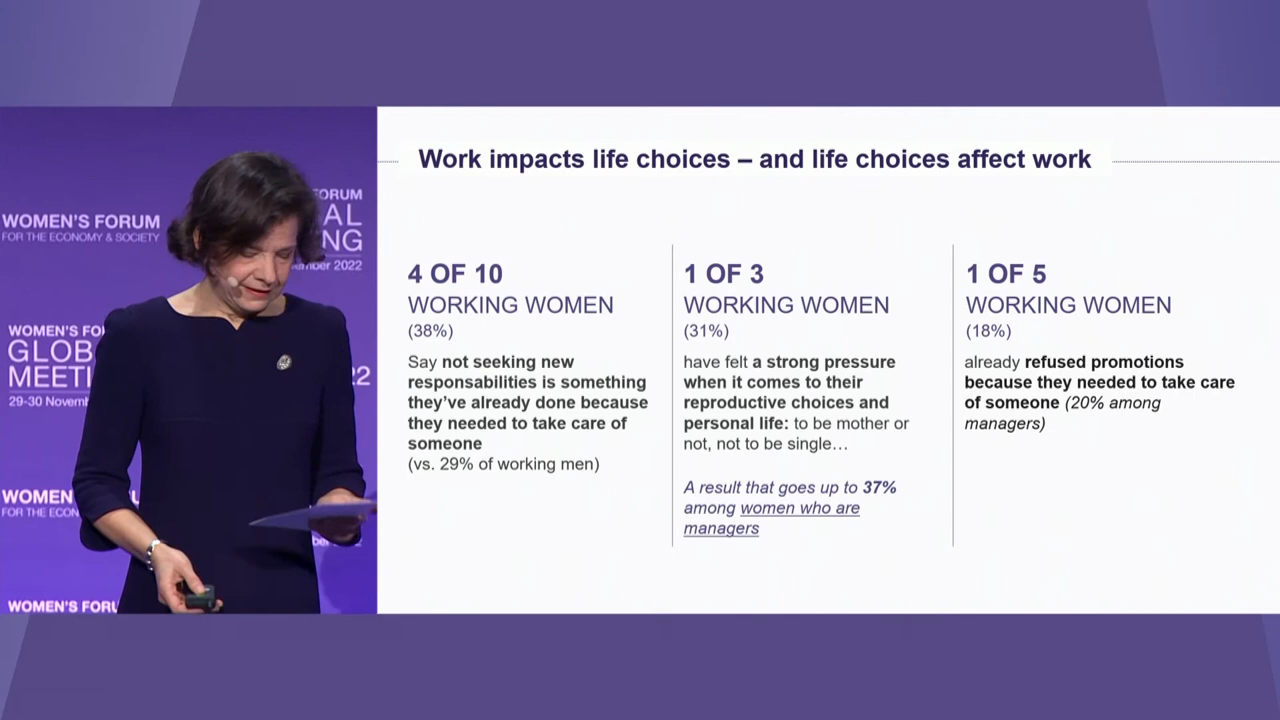 WOMEN'S FORUM
FOR THE ECONOMY & SOCIETY
FORUM
AL
NG
ember 2022
WOMEN'S FO
GLOB
MEETI
29-30 Novemb
22
WOMEN
FOR THE ECON
WOMEN'S FORU
Work impacts life choices – and life choices affect work
4 OF 10
WORKING WOMEN
(38%)
Say not seeking new
responsabilities is something
they've already done because
they needed to take care of
someone
(vs. 29% of working men)
1 OF 3
WORKING WOMEN
(31%)
have felt a strong pressure
when it comes to their
reproductive choices and
personal life: to be mother or
not, not to be single…
A result that goes up to 37%
among women who are
managers
1 OF 5
WORKING WOMEN
(18%)
already refused promotions
because they needed to take care
of someone (20% among
managers)